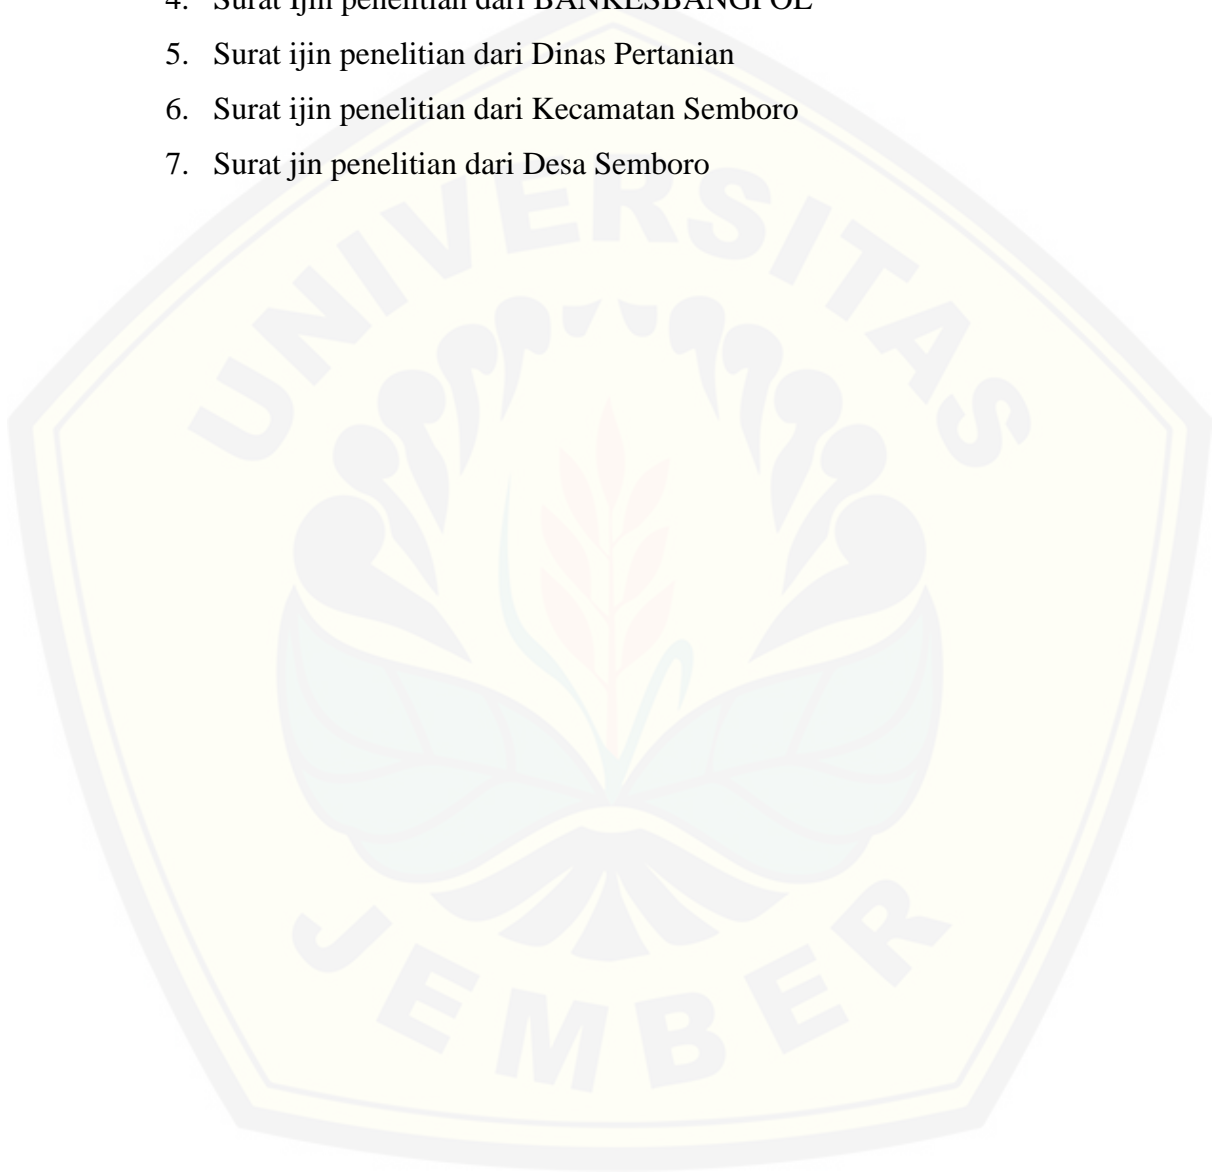 4. Surat Ijin penelitian dari BANKESBANGPOL
5. Surat ijin penelitian dari Dinas Pertanian
6. Surat ijin penelitian dari Kecamatan Semboro
7. Surat jin penelitian dari Desa Semboro
UNIVERSITAS
JEMBER